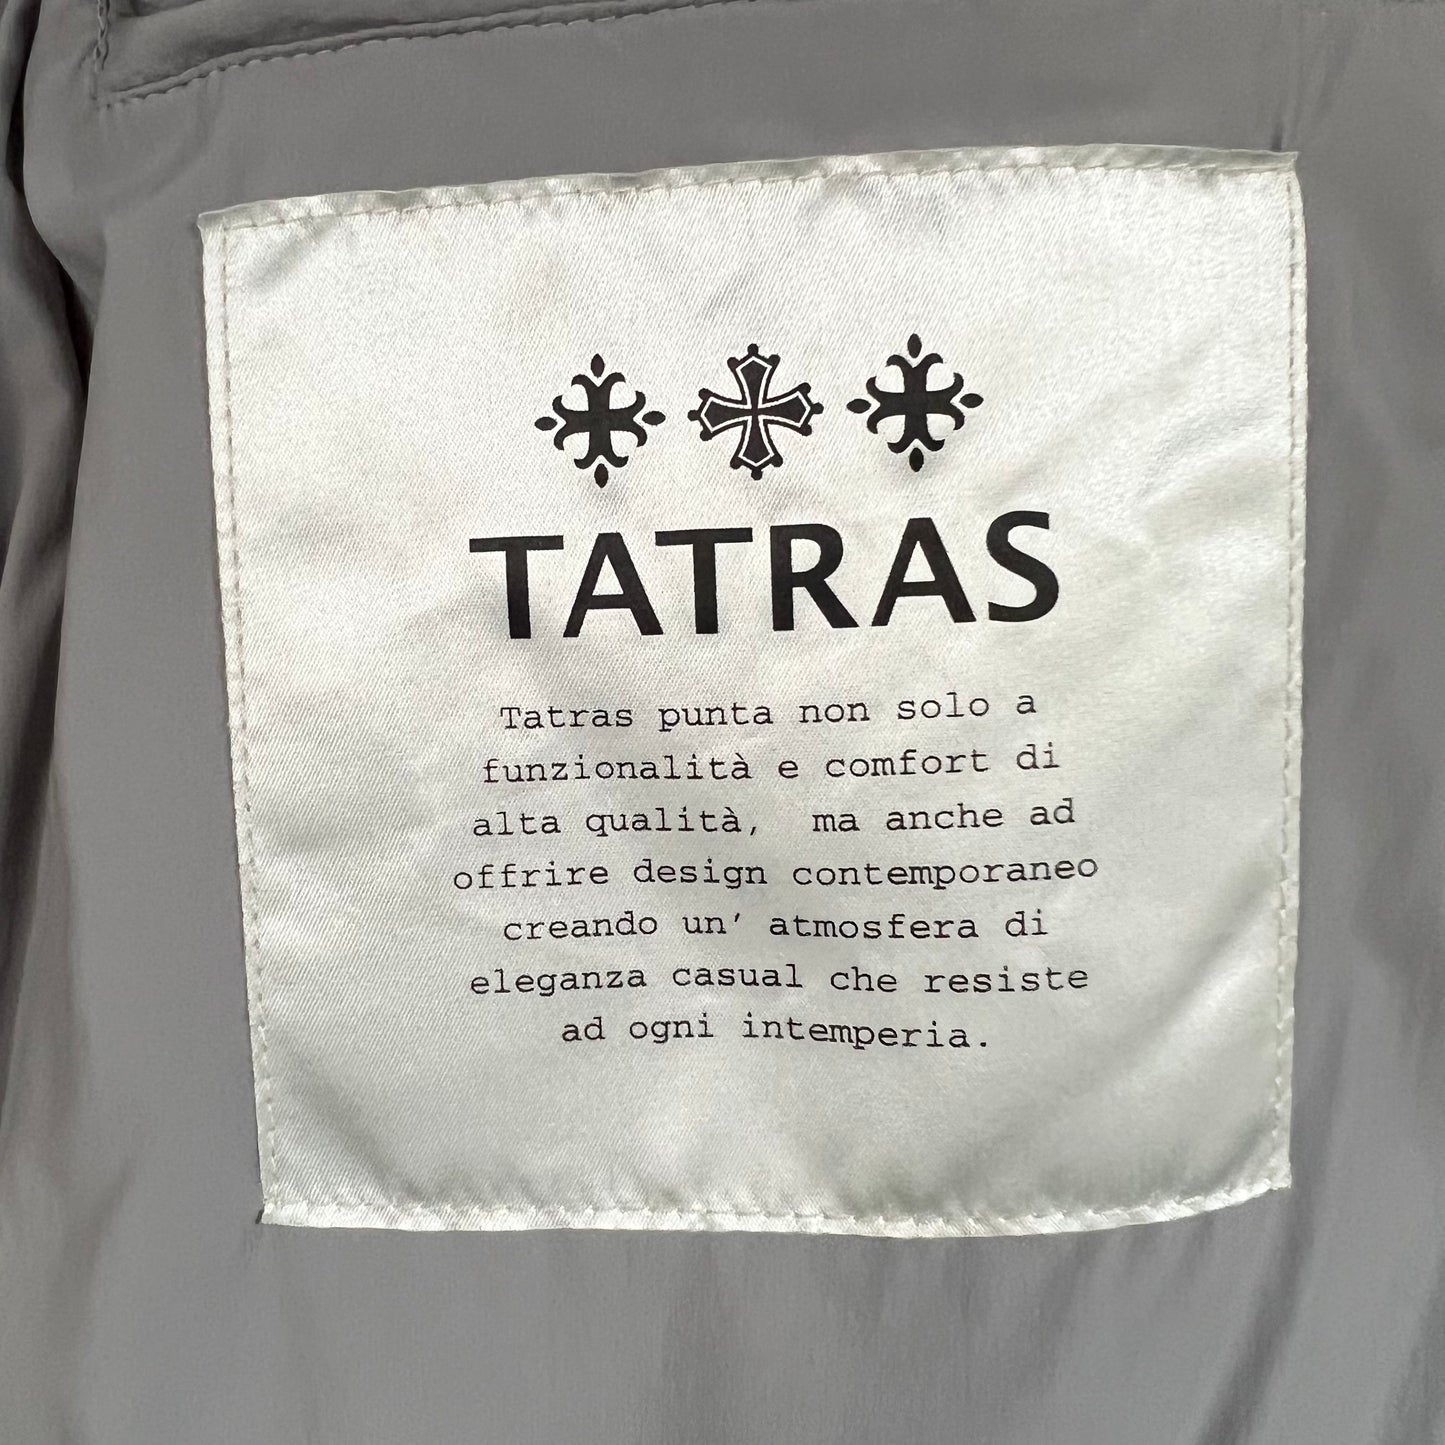 TATRAS
Tatras punta non solo a
funzionalità e comfort di
alta qualità, ma anche ad
offrire design contemporaneo
creando un' atmosfera di
eleganza casual che resiste
ad ogni intemperia.